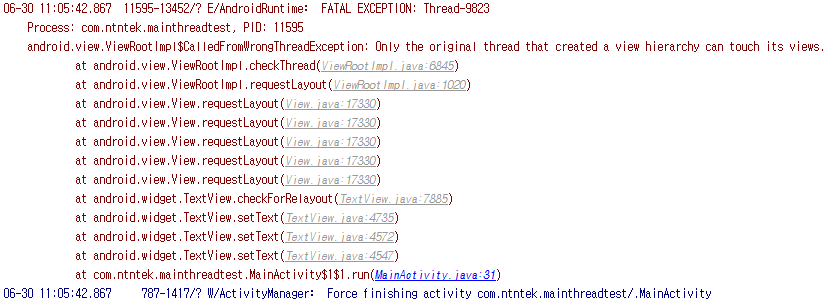 06-30 11:05:42.867  11595-13452/? E/AndroidRuntime:  FATAL EXCEPTION: Thread-9823
Process: com.ntntek.mainthreadtest, PID: 11595
android.view.ViewRootImpl$CalledFromWrongThreadException: Only the original thread that created a view hierarchy can touch its views.
at android.view.ViewRootImpl.checkThread(ViewRootImpl.java:6845)
at android.view.ViewRootImpl.requestLayout(ViewRootImpl.java:1020)
at android.view.View.requestLayout(View.java:17330)
at android.view.View.requestLayout(View.java:17330)
at android.view.View.requestLayout(View.java:17330)
at android.view.View.requestLayout(View.java:17330)
at android.view.View.requestLayout(View.java:17330)
at android.widget.TextView.checkForRelayout(TextView.java:7885)
at android.widget.TextView.setText(TextView.java:4735)
at android.widget.TextView.setText(TextView.java:4572)
at android.widget.TextView.setText(TextView.java:4547)
at com.ntntek.mainthreadtest.MainActivity$1$1.run(MainActivity.java:31)
06-30 11:05:42.867     787-1417/? W/ActivityManager:  Force finishing activity com.ntntek.mainthreadtest/.MainActivity